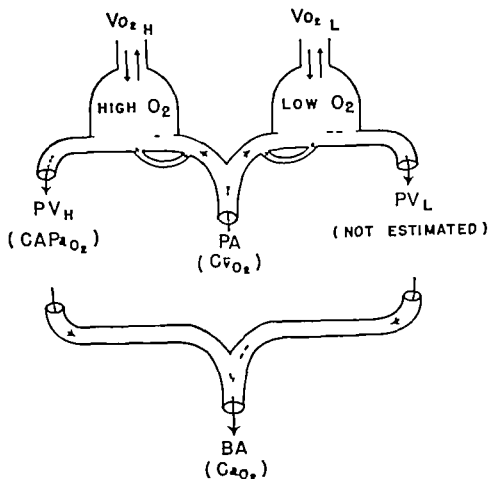 Vo₂ H
Vo₂ L
HIGH O₂
LOW O₂
PVH
(CAPaO₂)
PA
(Cv̄O₂)
PVL
(NOT ESTIMATED)
BA
(CaO₂)